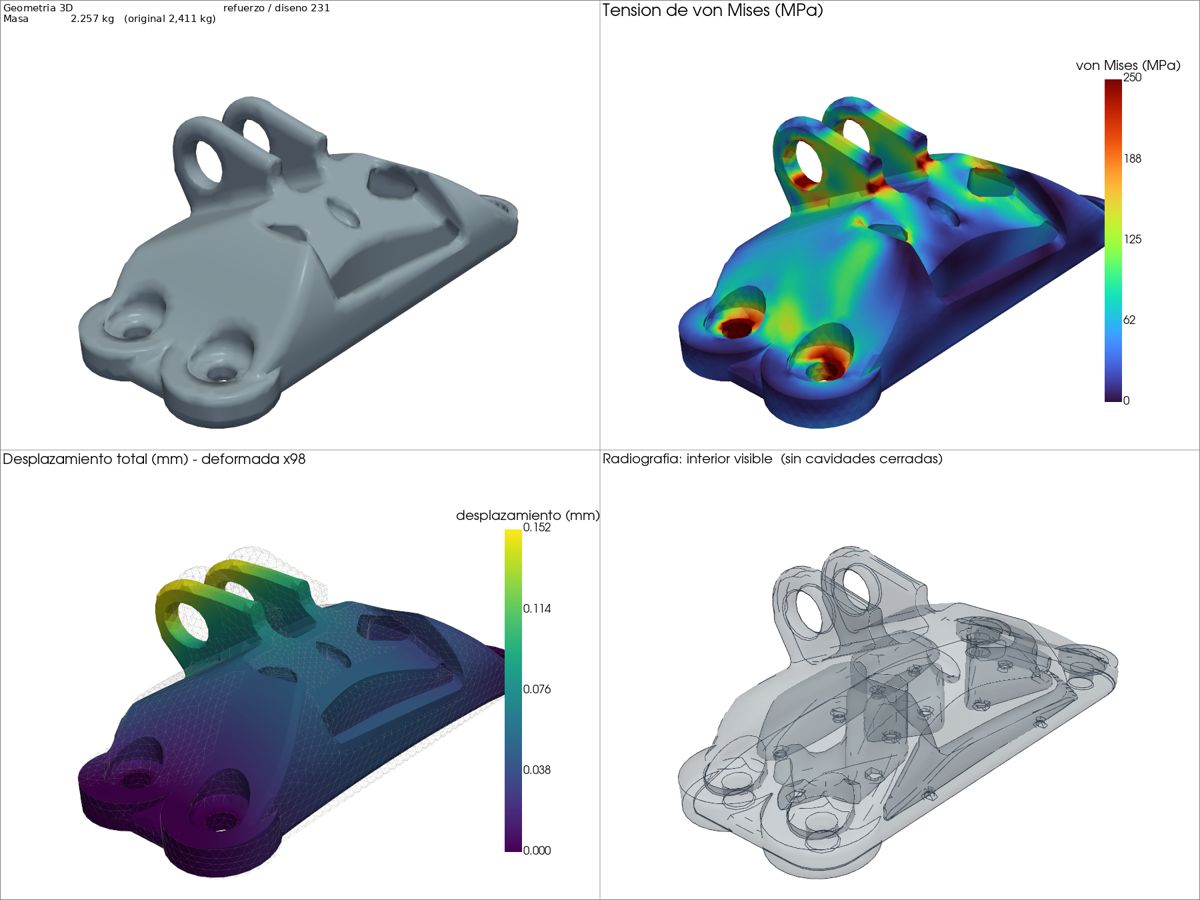 Geometria 3D refuerzo / diseno 231
Masa 2.257 kg (original 2,411 kg)
Tension de von Mises (MPa)
von Mises (MPa)
250
188
125
62
0
Desplazamiento total (mm) - deformada x98
desplazamiento (mm)
0.152
0.114
0.076
0.038
0.000
Radiografia: interior visible (sin cavidades cerradas)